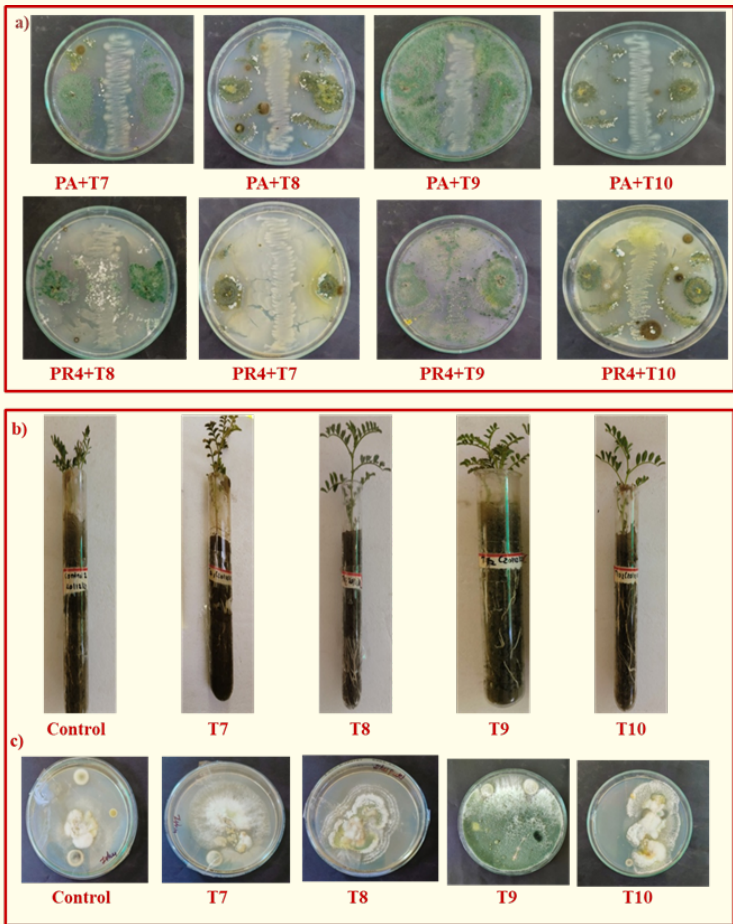 a)
PA+T7 PA+T8 PA+T9 PA+T10
PR4+T8 PR4+T7 PR4+T9 PR4+T10
b)
Control T7 T8 T9 T10
c)
Control T7 T8 T9 T10